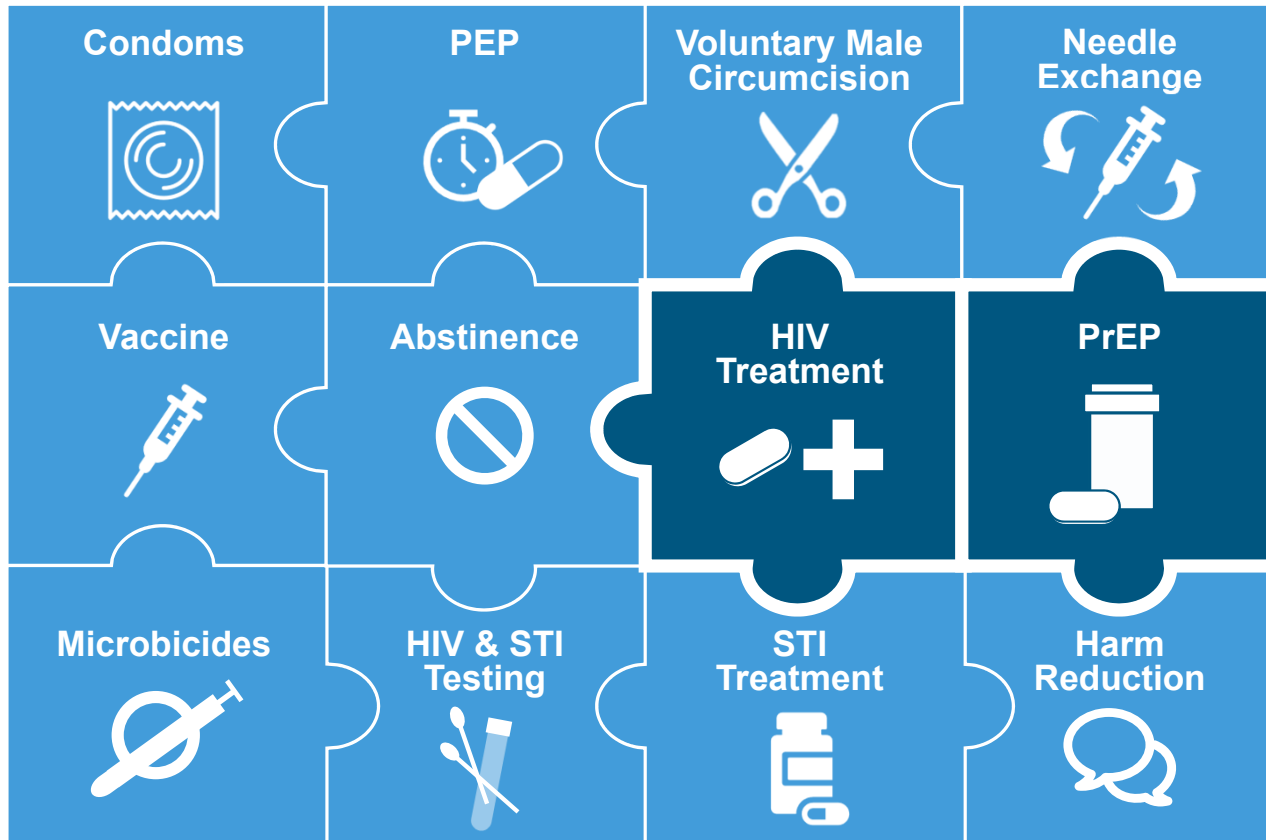 Condoms
PEP
Voluntary Male
Circumcision
Needle
Exchange
Vaccine
Abstinence
HIV
Treatment
PrEP
Microbicides
HIV & STI
Testing
STI
Treatment
Harm
Reduction